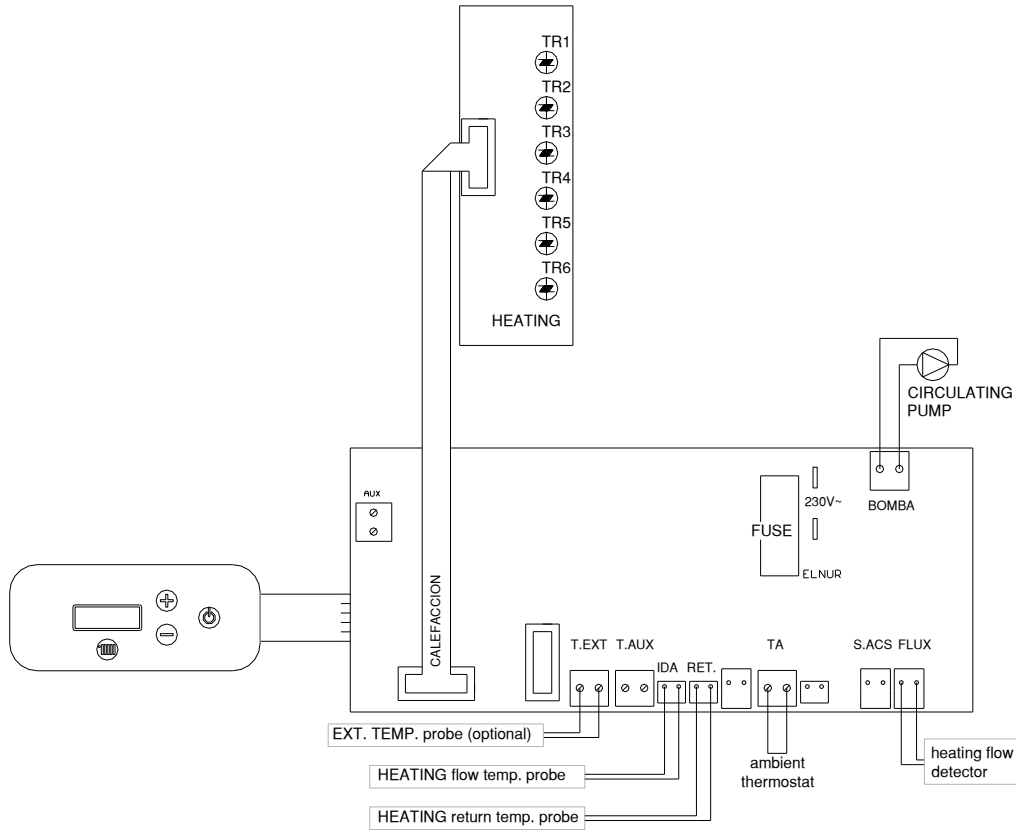 TR1
TR2
TR3
TR4
TR5
TR6
HEATING
CIRCULATING
PUMP
AUX
230V~
BOMBA
FUSE
ELNUR
CALEFACCION
T.EXT
T.AUX
IDA
RET.
TA
S.ACS
FLUX
EXT. TEMP. probe (optional)
HEATING flow temp. probe
HEATING return temp. probe
ambient
thermostat
heating flow
detector